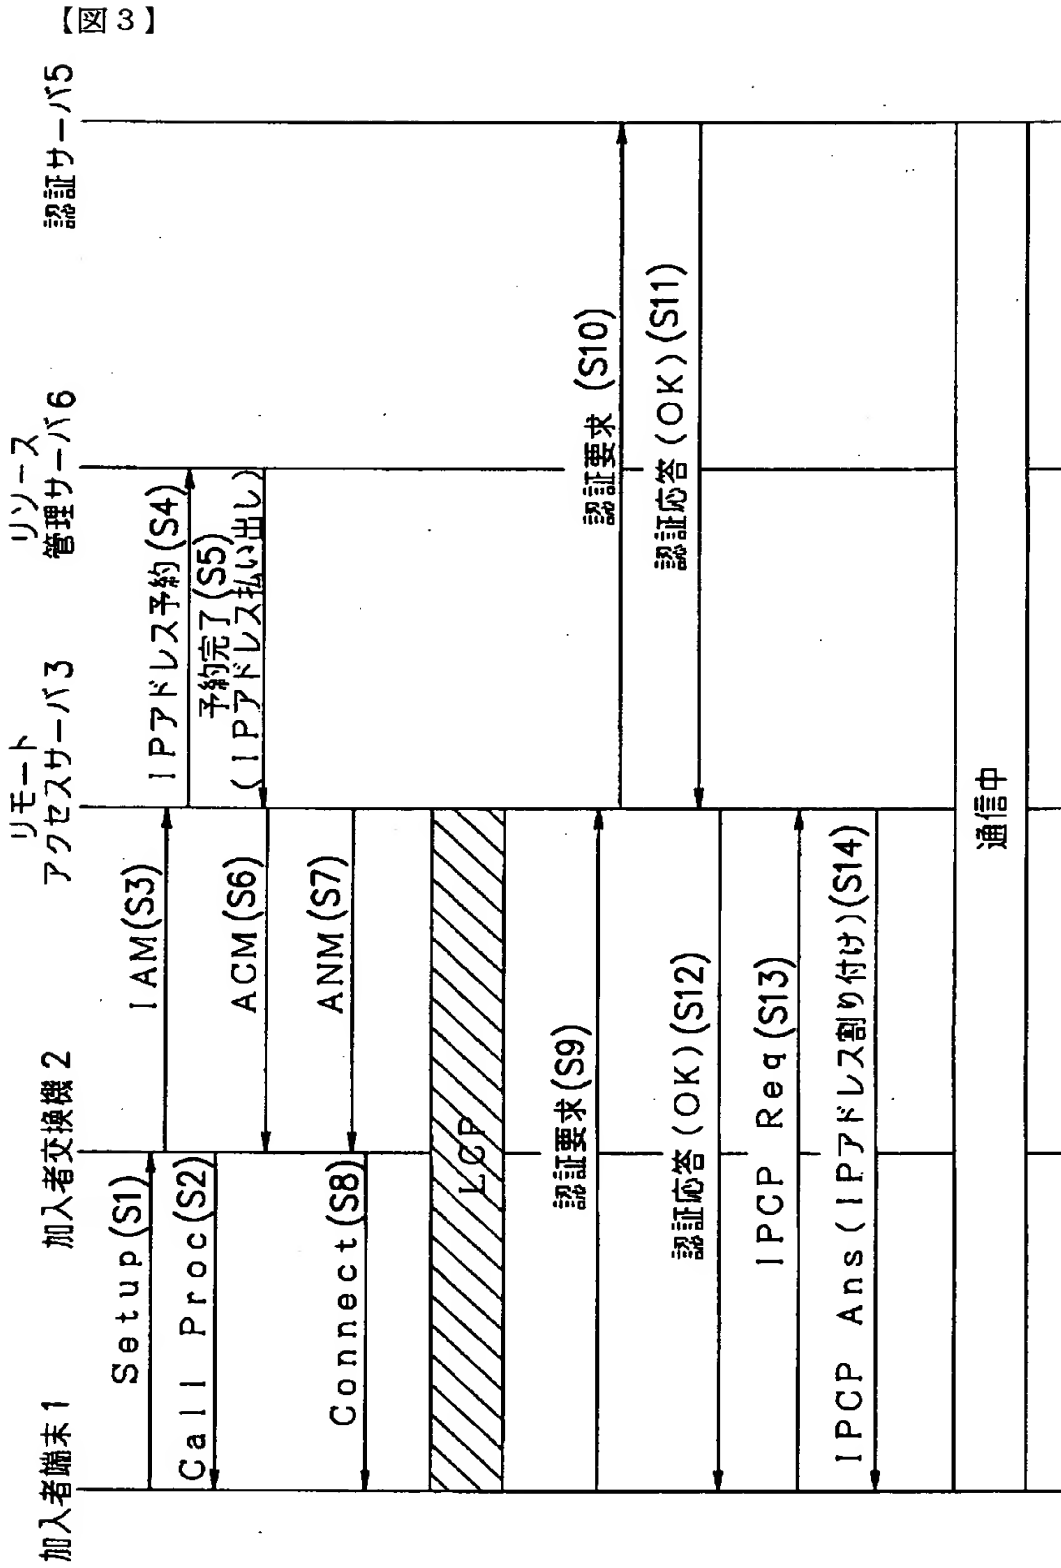 【図３】
加入者端末1
加入者交換機2
リモート
アクセスサーバ3
リソース
管理サーバ6
認証サーバ5
Setup(S1)
Call Proc(S2)
IAM(S3)
IPアドレス予約(S4)
予約完了(S5)
(IPアドレス払い出し)
ACM(S6)
ANM(S7)
Connect(S8)
LCP
認証要求(S9)
認証要求 (S10)
認証応答(OK)(S11)
認証応答(OK)(S12)
IPCP Req(S13)
IPCP Ans(IPアドレス割り付け)(S14)
通信中